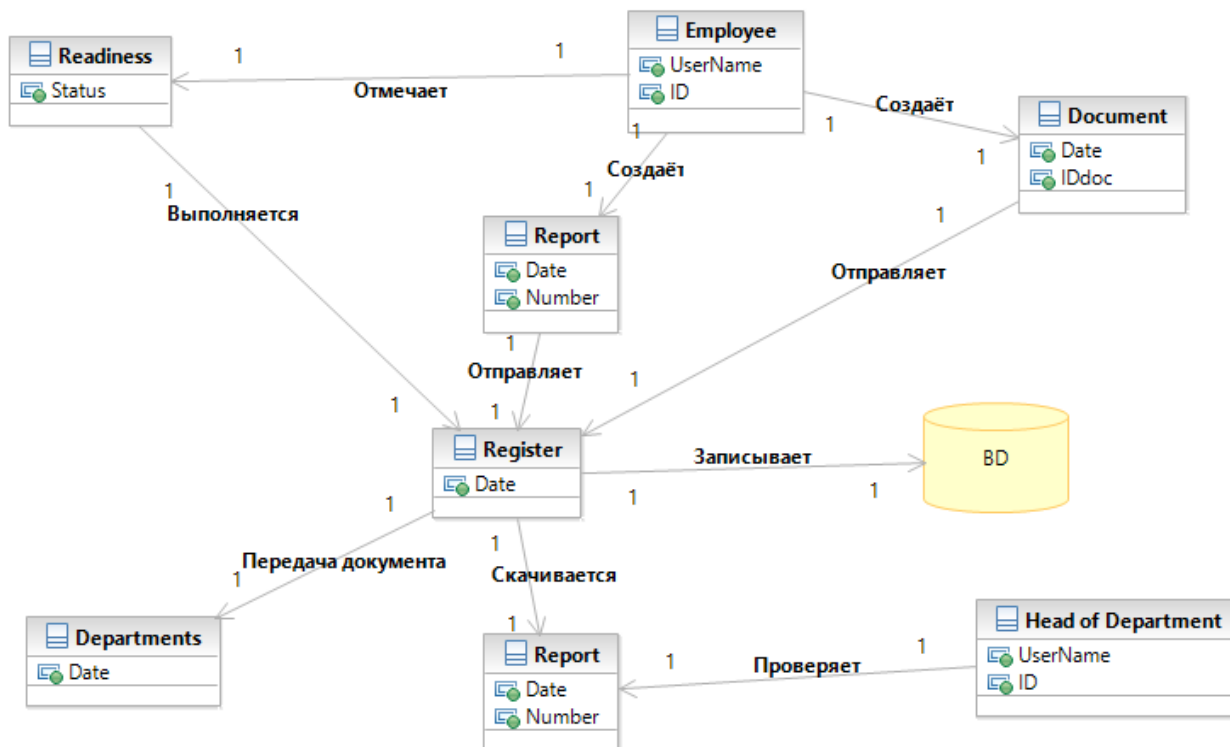 Employee
UserName
ID
Readiness
Status
1
1
Отмечает
Создаёт
1
1
Document
Date
IDdoc
1
Создаёт
1
1
Выполняется
Report
Date
Number
1
Отправляет
1
1
Отправляет
1
1
1
Register
Date
Записывает
1
1
BD
1
Передача документа
1
1
Скачивается
1
Departments
Date
Report
Date
Number
1
Проверяет
1
Head of Department
UserName
ID